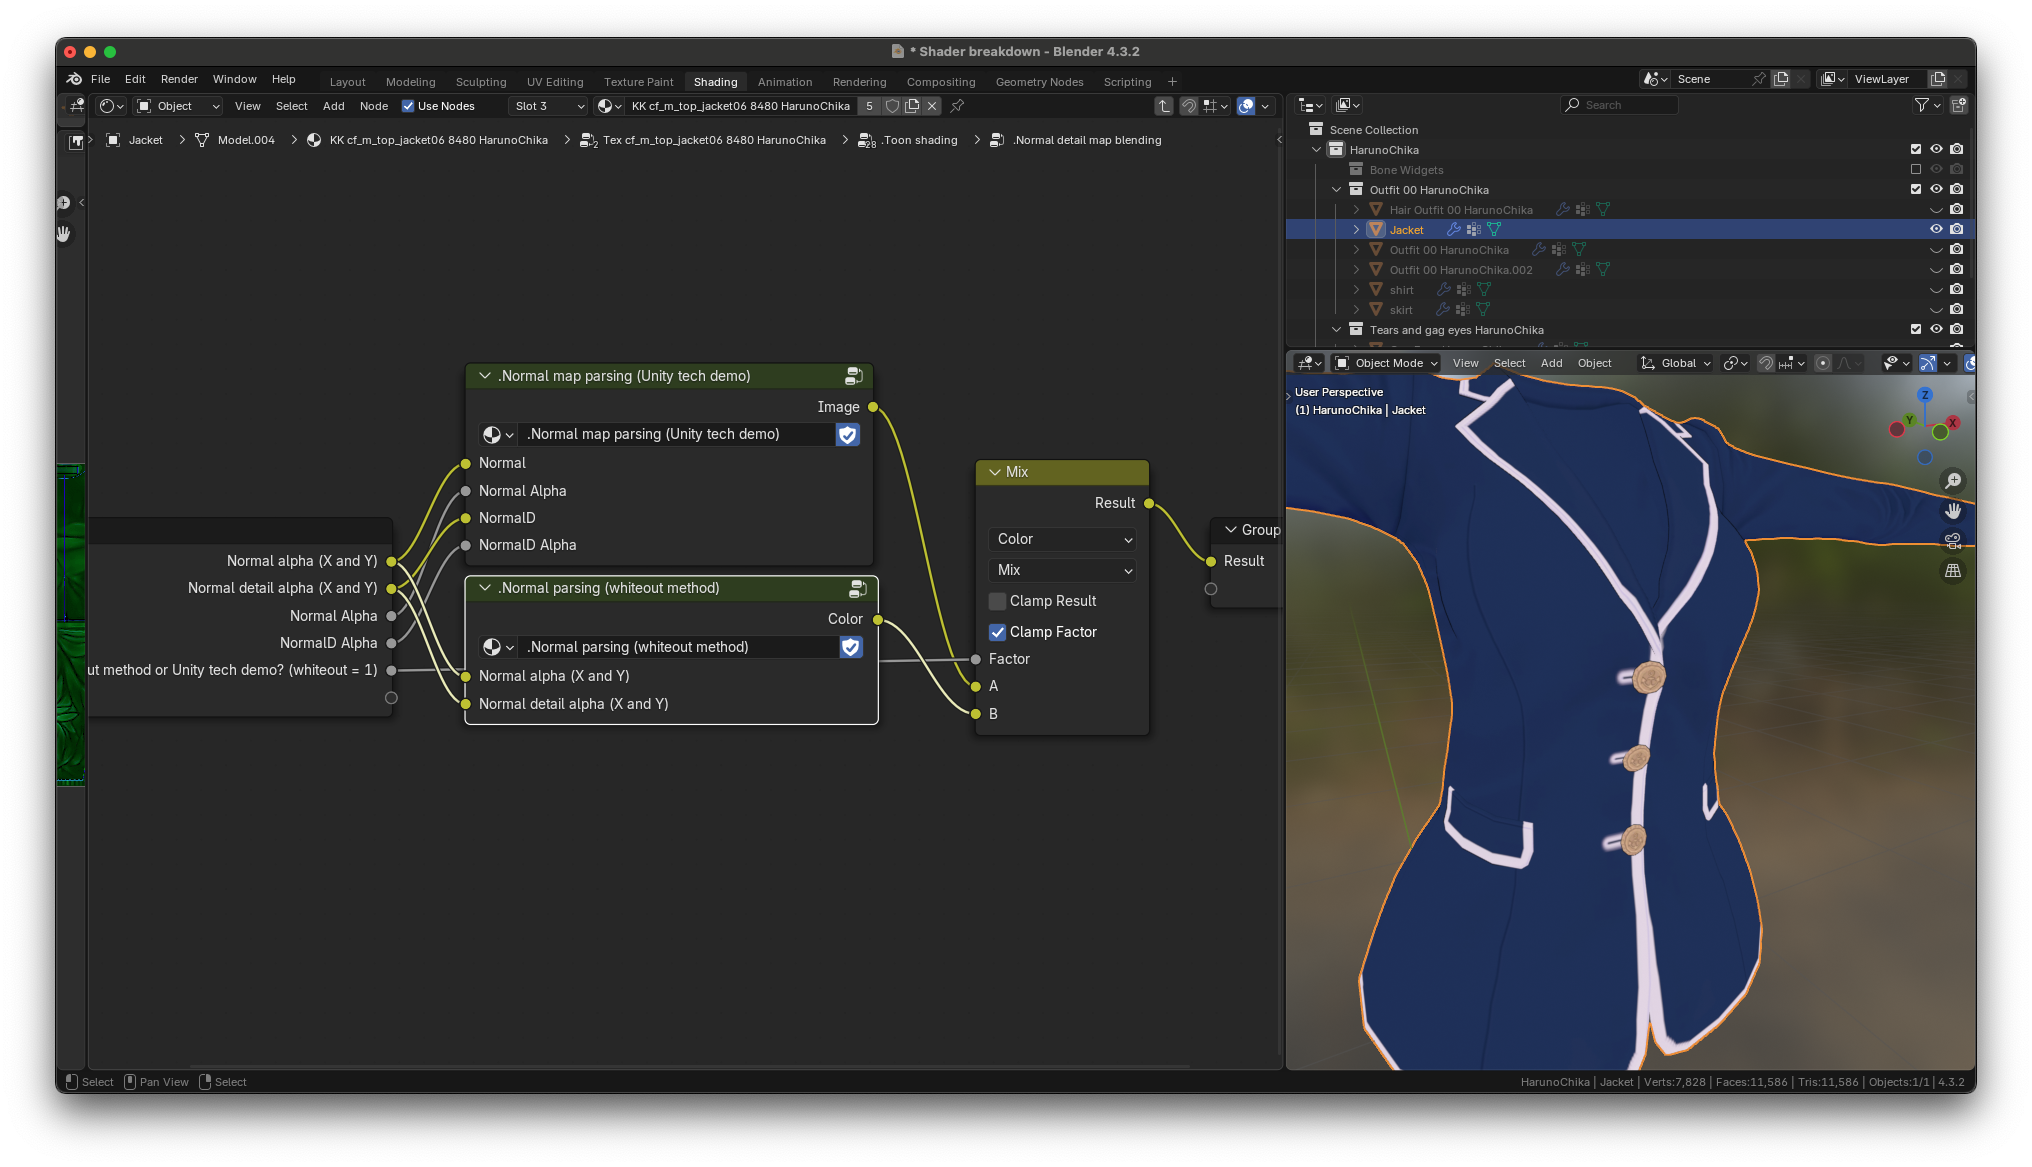 * Shader breakdown - Blender 4.3.2
File Edit Render Window Help Layout Modeling Sculpting UV Editing Texture Paint Shading Animation Rendering Compositing Geometry Nodes Scripting + Scene ViewLayer
Object View Select Add Node Use Nodes Slot 3 KK cf_m_top_jacket06 8480 HarunoChika 5
Jacket Model.004 KK cf_m_top_jacket06 8480 HarunoChika 2 Tex cf_m_top_jacket06 8480 HarunoChika 28 .Toon shading .Normal detail map blending
.Normal map parsing (Unity tech demo)
Image
.Normal map parsing (Unity tech demo)
Normal
Normal Alpha
NormalD
NormalD Alpha
Normal alpha (X and Y)
Normal detail alpha (X and Y)
Normal Alpha
NormalD Alpha
ut method or Unity tech demo? (whiteout = 1)
.Normal parsing (whiteout method)
Color
.Normal parsing (whiteout method)
Normal alpha (X and Y)
Normal detail alpha (X and Y)
Mix
Result
Color
Mix
Clamp Result
Clamp Factor
Factor
A
B
Group
Result
Search
Scene Collection
HarunoChika
Bone Widgets
Outfit 00 HarunoChika
Hair Outfit 00 HarunoChika
Jacket
Outfit 00 HarunoChika
Outfit 00 HarunoChika.002
shirt
skirt
Tears and gag eyes HarunoChika
Object Mode View Select Add Object Global
User Perspective
(1) HarunoChika | Jacket
Z
Y
X
Select Pan View Select
HarunoChika | Jacket | Verts:7,828 | Faces:11,586 | Tris:11,586 | Objects:1/1 | 4.3.2